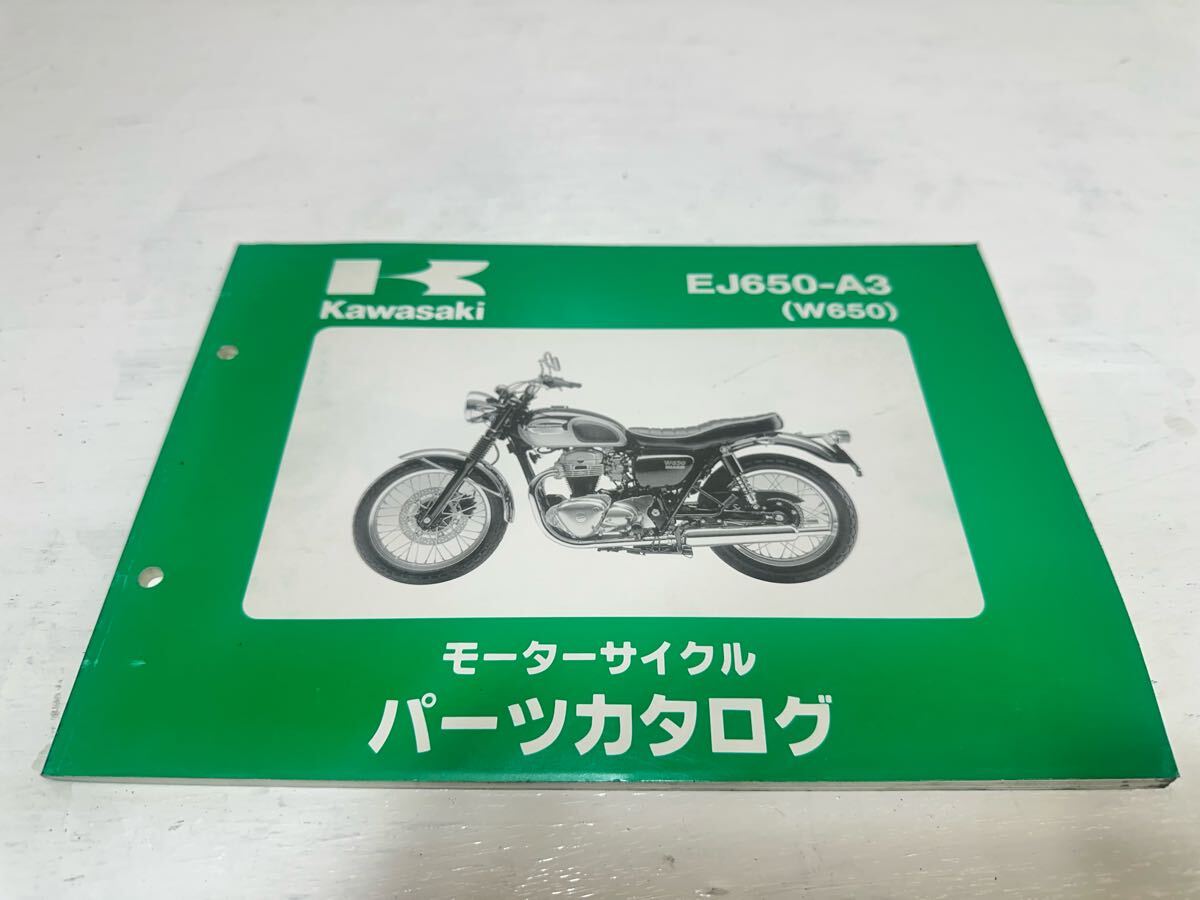 Kawasaki
EJ650-A3
(W650)
W650
モーターサイクル
パーツカタログ